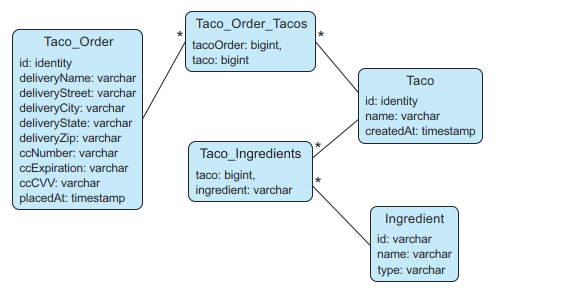 Taco_Order
id: identity
deliveryName: varchar
deliveryStreet: varchar
deliveryCity: varchar
deliveryState: varchar
deliveryZip: varchar
ccNumber: varchar
ccExpiration: varchar
ccCVV: varchar
placedAt: timestamp
*
Taco_Order_Tacos
tacoOrder: bigint,
taco: bigint
*
Taco
id: identity
name: varchar
createdAt: timestamp
Taco_Ingredients
taco: bigint,
ingredient: varchar
*
*
Ingredient
id: varchar
name: varchar
type: varchar